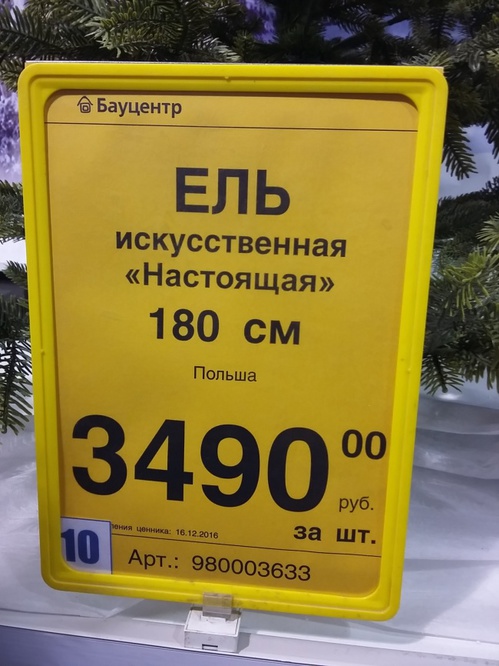 Бауцентр
ЕЛЬ
искусственная
«Настоящая»
180 см
Польша
3490 00
руб.
ценника: 16.12.2016
за шт.
10
Арт.: 980003633